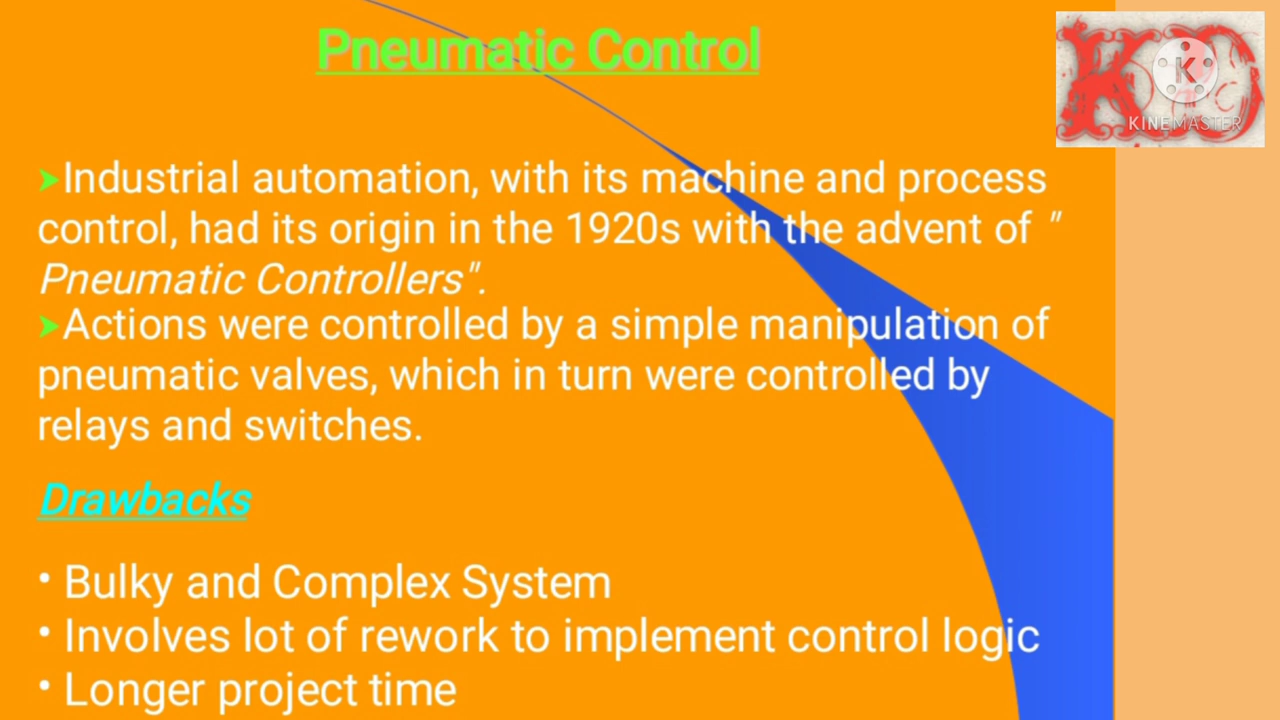 Pneumatic Control
KD
K
KINEMASTER
➤Industrial automation, with its machine and process
control, had its origin in the 1920s with the advent of "
Pneumatic Controllers".
➤Actions were controlled by a simple manipulation of
pneumatic valves, which in turn were controlled by
relays and switches.
Drawbacks
• Bulky and Complex System
• Involves lot of rework to implement control logic
• Longer project time